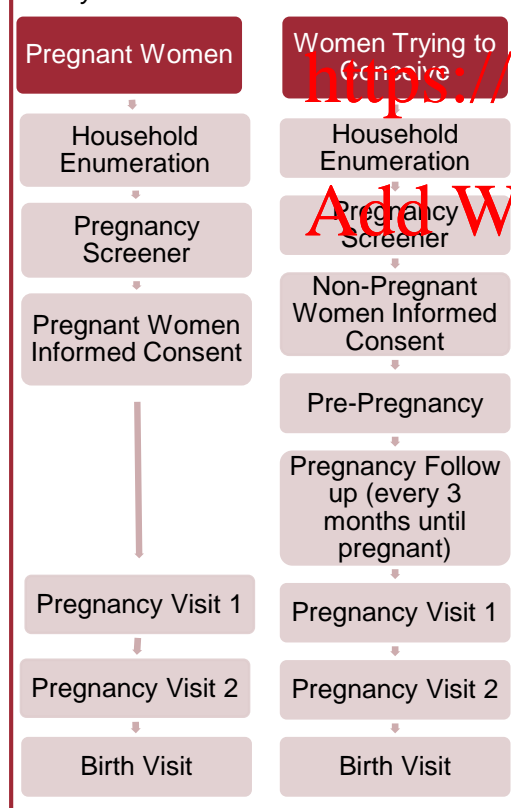 Pregnant Women
Household
Enumeration
Pregnancy
Screener
Pregnant Women
Informed Consent
Pregnancy Visit 1
Pregnancy Visit 2
Birth Visit
Women Trying to
Conceive
https://
Household
Enumeration
Add W
Pregnancy
Screener
Non-Pregnant
Women Informed
Consent
Pre-Pregnancy
Pregnancy Follow
up (every 3
months until
pregnant)
Pregnancy Visit 1
Pregnancy Visit 2
Birth Visit